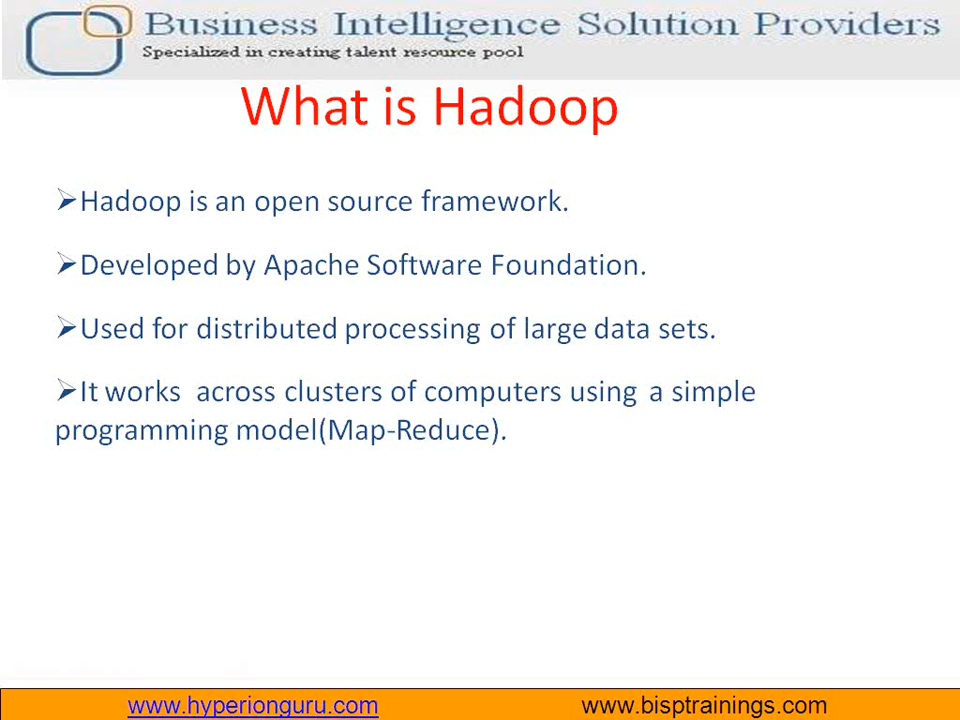 Business Intelligence Solution Providers
Specialized in creating talent resource pool
What is Hadoop
➢Hadoop is an open source framework.
➢Developed by Apache Software Foundation.
➢Used for distributed processing of large data sets.
➢It works  across clusters of computers using a simple
programming model(Map-Reduce).
www.hyperionguru.com
www.bisptrainings.com